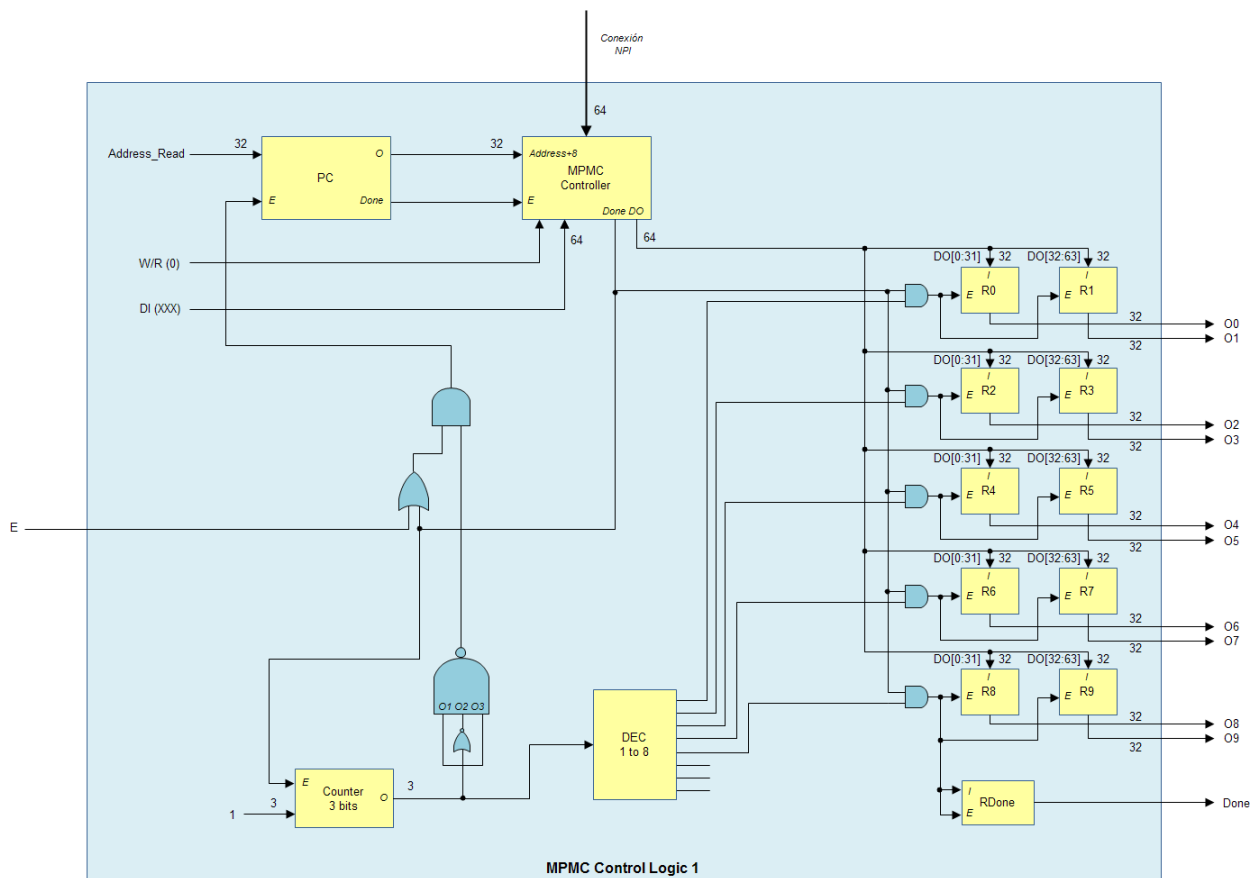 Conexión
NPI
64
Address_Read
32
O
PC
E
Done
32
Address+8
MPMC
Controller
E
Done DO
64
64
W/R (0)
DI (XXX)
DO[0:31]
32
DO[32:63]
32
I
I
E
R0
E
R1
32
O0
32
O1
DO[0:31]
32
DO[32:63]
32
I
I
E
R2
E
R3
32
O2
32
O3
DO[0:31]
32
DO[32:63]
32
I
I
E
R4
E
R5
32
O4
32
O5
DO[0:31]
32
DO[32:63]
32
I
I
E
R6
E
R7
32
O6
32
O7
DO[0:31]
32
DO[32:63]
32
I
I
E
R8
E
R9
32
O8
32
O9
E
O1 O2 O3
DEC
1 to 8
E
Counter
3 bits
O
3
3
1
I
E
RDone
Done
MPMC Control Logic 1